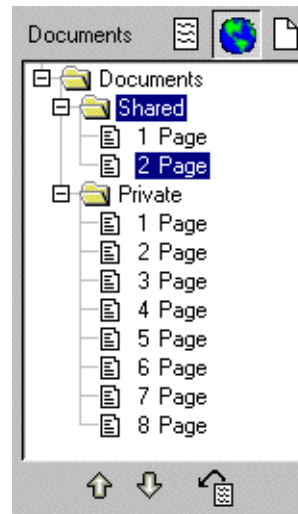 Documents
Documents
Shared
1 Page
2 Page
Private
1 Page
2 Page
3 Page
4 Page
5 Page
6 Page
7 Page
8 Page